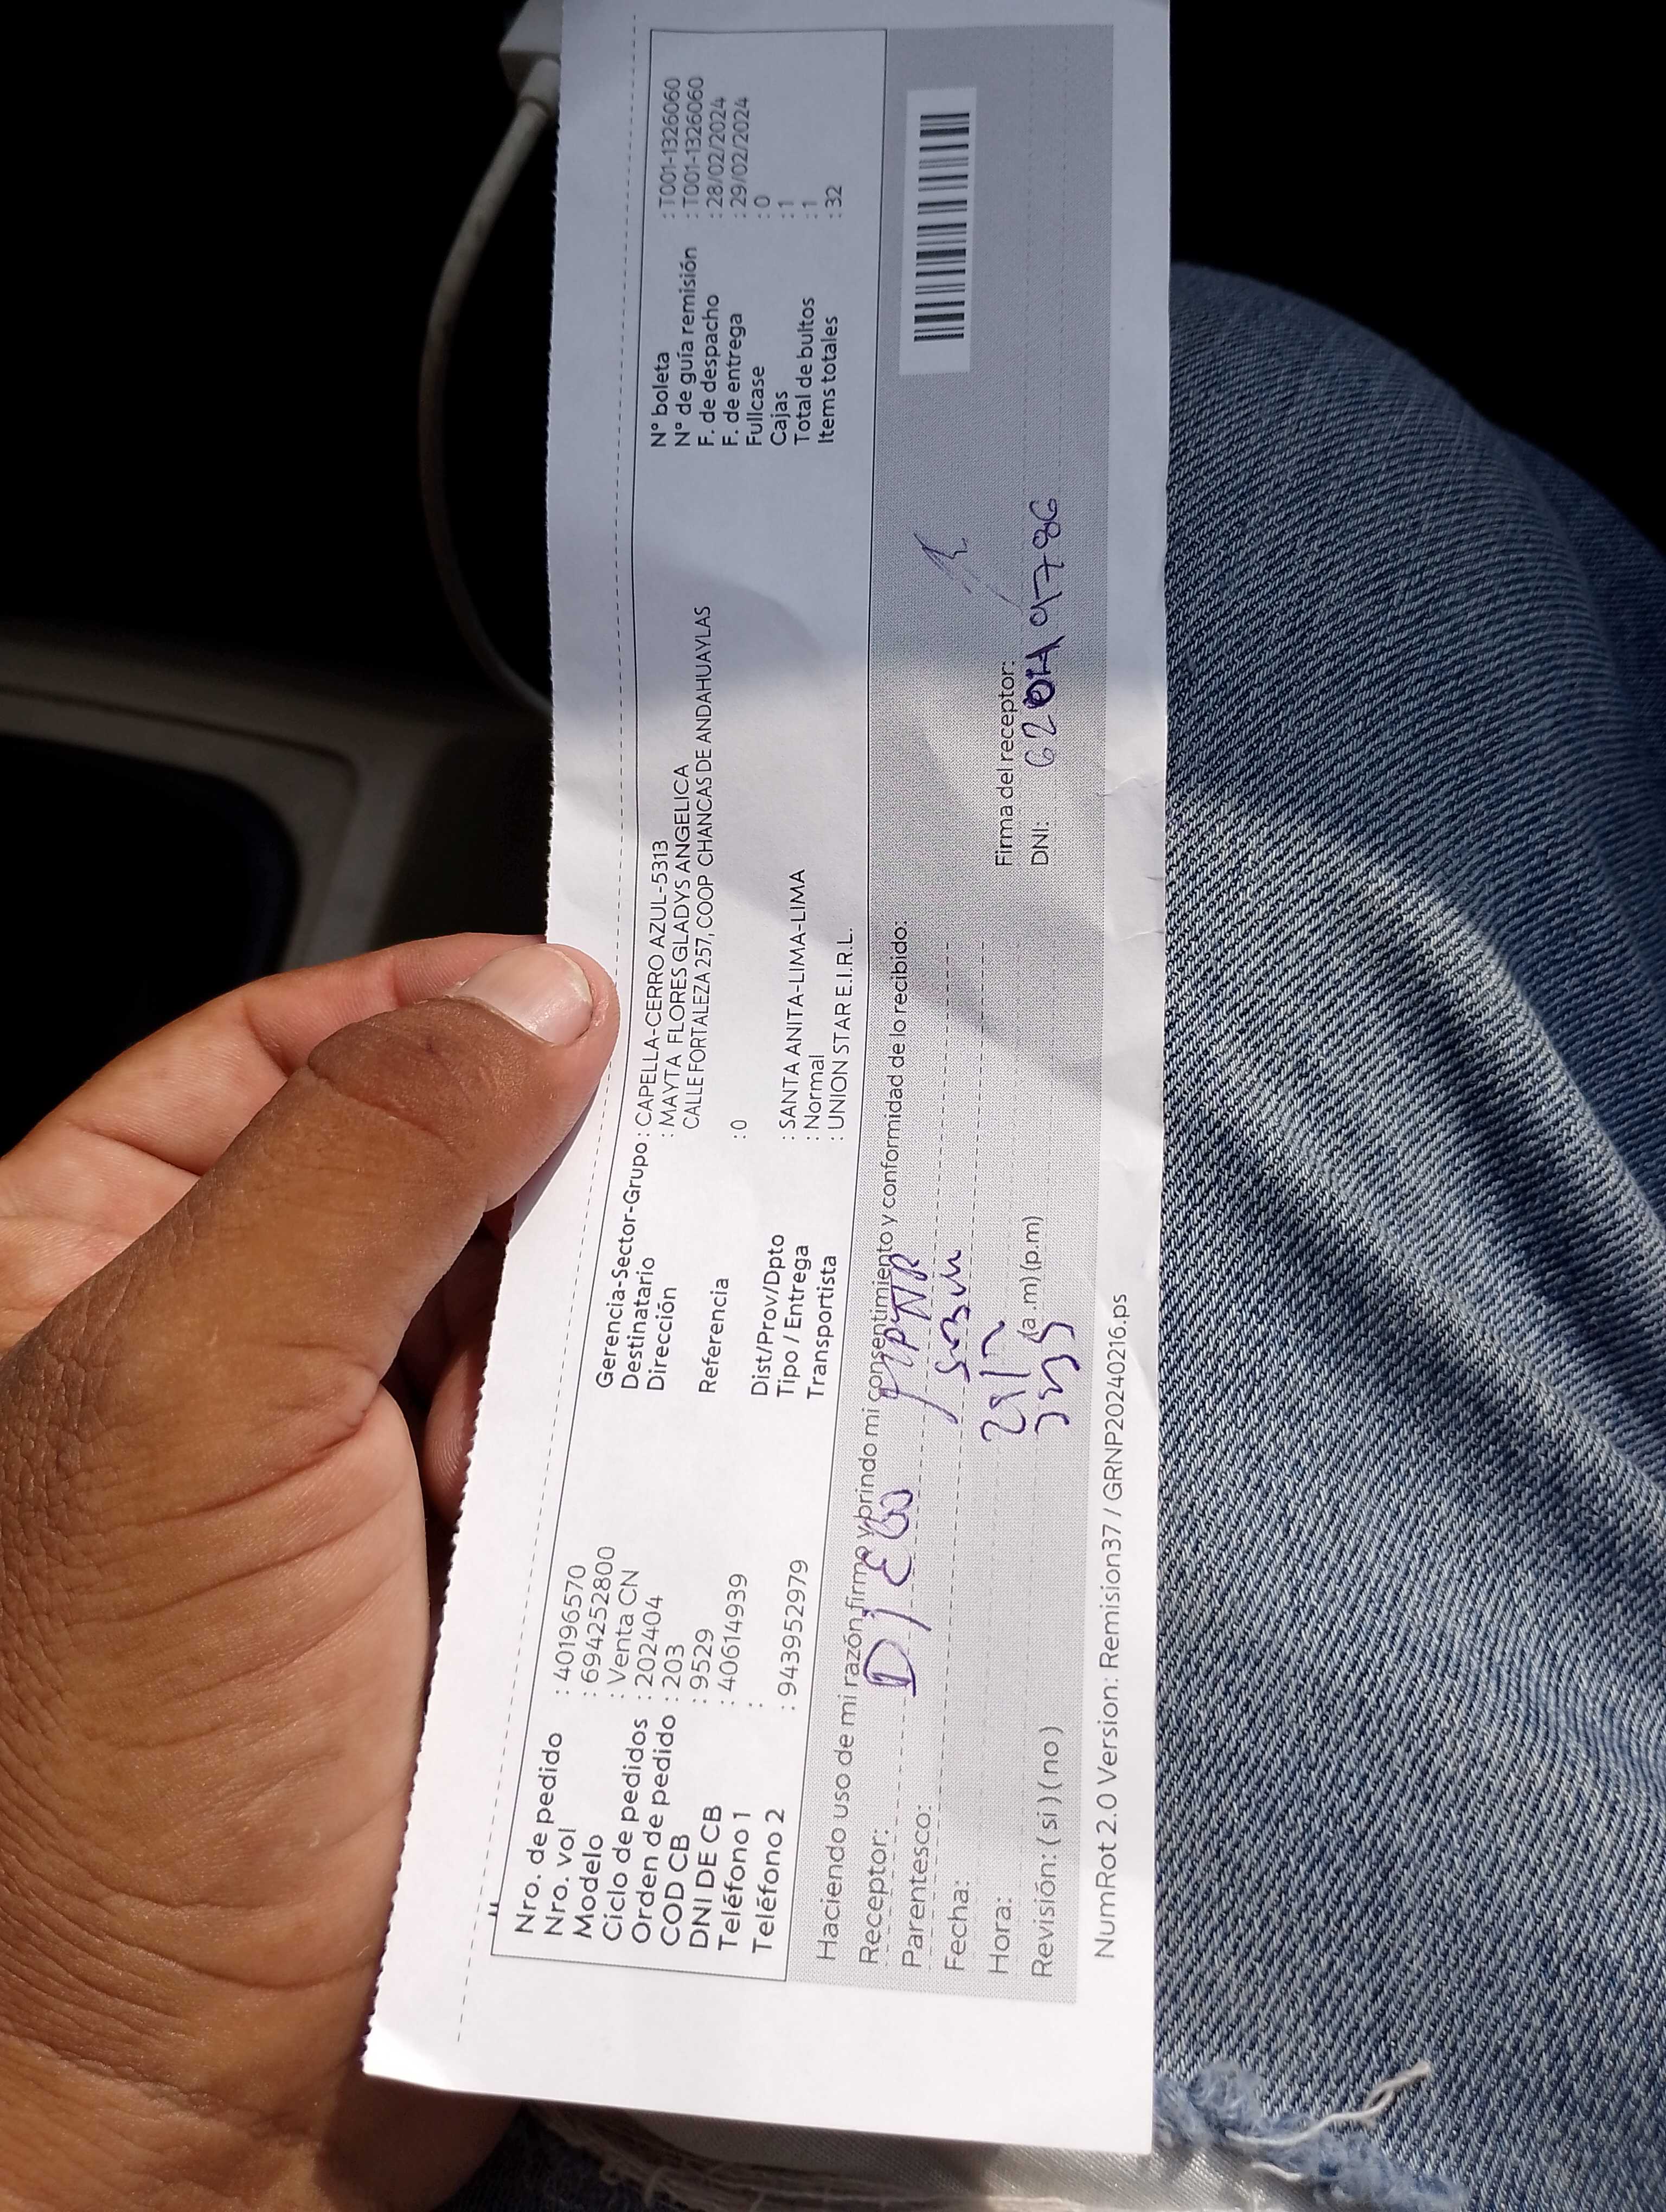 Nro. de pedido : 40196570
Nro. vol : 694252800
Modelo : Venta CN
Ciclo de pedidos : 202404
Orden de pedido : 203
COD CB : 9529
DNI DE CB : 40614939
Teléfono 1 :
Teléfono 2 : 943952979
Gerencia-Sector-Grupo : CAPELLA-CERRO AZUL-5313
Destinatario : MAYTA FLORES GLADYS ANGELICA
Dirección CALLE FORTALEZA 257, COOP CHANCAS DE ANDAHUAYLAS
Referencia : 0
Dist/Prov/Dpto : SANTA ANITA-LIMA-LIMA
Tipo / Entrega : Normal
Transportista : UNION STAR E.I.R.L.
N° boleta : T001-1326060
N° de guía remisión : T001-1326060
F. de despacho : 28/02/2024
F. de entrega : 29/02/2024
Fullcase : 0
Cajas : 1
Total de bultos : 1
Items totales : 32
Haciendo uso de mi razón firmo y brindo mi consentimiento y conformidad de lo recibido:
Receptor:
Parentesco:
Fecha:
Hora: (a.m) (p.m)
Revisión: ( si ) ( no )
Firma del receptor:
DNI:
NumRot 2.0 Version: Remision37 / GRNP20240216.ps